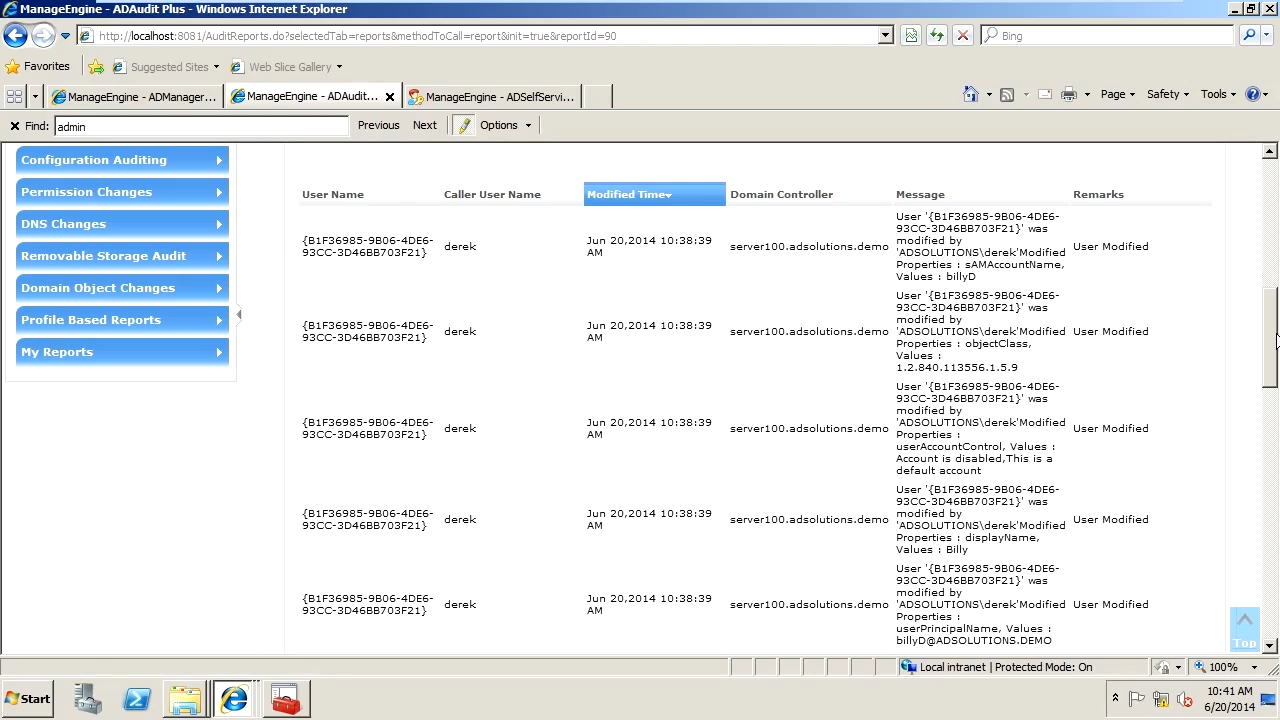 ManageEngine - ADAudit Plus - Windows Internet Explorer
http://localhost:8081/AuditReports.do?selectedTab=reports&methodToCall=report&init=true&reportId=90
Bing
Favorites
Suggested Sites
Web Slice Gallery
ManageEngine - ADManager...
ManageEngine - ADAudit...
ManageEngine - ADSelfServi...
Page
Safety
Tools
Find:
admin
Previous
Next
Options
Configuration Auditing
Permission Changes
DNS Changes
Removable Storage Audit
Domain Object Changes
Profile Based Reports
My Reports
User Name
Caller User Name
Modified Time
Domain Controller
Message
Remarks
{B1F36985-9B06-4DE6-
93CC-3D46BB703F21}
derek
Jun 20,2014 10:38:39
AM
server100.adsolutions.demo
User '{B1F36985-9B06-4DE6-
93CC-3D46BB703F21}' was
modified by
'ADSOLUTIONS\derek'Modified
Properties : sAMAccountName,
Values : billyD
User Modified
{B1F36985-9B06-4DE6-
93CC-3D46BB703F21}
derek
Jun 20,2014 10:38:39
AM
server100.adsolutions.demo
User '{B1F36985-9B06-4DE6-
93CC-3D46BB703F21}' was
modified by
'ADSOLUTIONS\derek'Modified
Properties : objectClass,
Values :
1.2.840.113556.1.5.9
User Modified
{B1F36985-9B06-4DE6-
93CC-3D46BB703F21}
derek
Jun 20,2014 10:38:39
AM
server100.adsolutions.demo
User '{B1F36985-9B06-4DE6-
93CC-3D46BB703F21}' was
modified by
'ADSOLUTIONS\derek'Modified
Properties :
userAccountControl, Values :
Account is disabled,This is a
default account
User Modified
{B1F36985-9B06-4DE6-
93CC-3D46BB703F21}
derek
Jun 20,2014 10:38:39
AM
server100.adsolutions.demo
User '{B1F36985-9B06-4DE6-
93CC-3D46BB703F21}' was
modified by
'ADSOLUTIONS\derek'Modified
Properties : displayName,
Values : Billy
User Modified
{B1F36985-9B06-4DE6-
93CC-3D46BB703F21}
derek
Jun 20,2014 10:38:39
AM
server100.adsolutions.demo
User '{B1F36985-9B06-4DE6-
93CC-3D46BB703F21}' was
modified by
'ADSOLUTIONS\derek'Modified
Properties :
userPrincipalName, Values :
billyD@ADSOLUTIONS.DEMO
User Modified
Top
Local intranet | Protected Mode: On
100%
Start
10:41 AM
6/20/2014